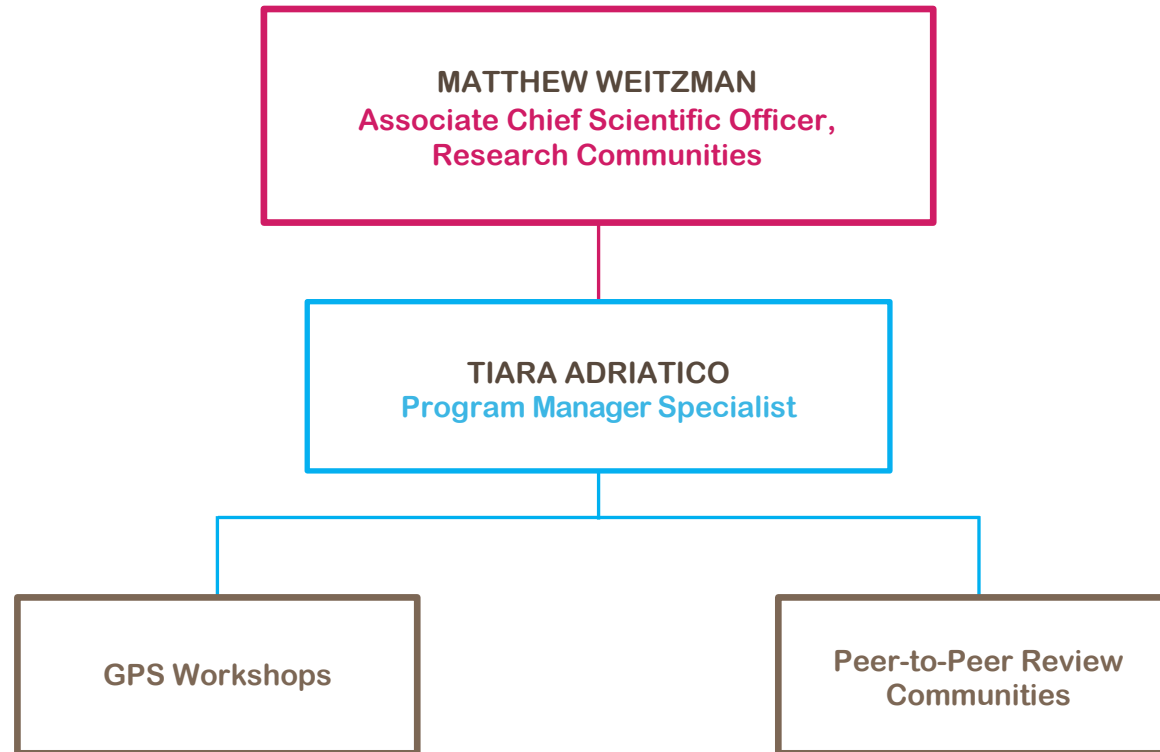 MATTHEW WEITZMAN
Associate Chief Scientific Officer,
Research Communities
TIARA ADRIATICO
Program Manager Specialist
GPS Workshops
Peer-to-Peer Review
Communities